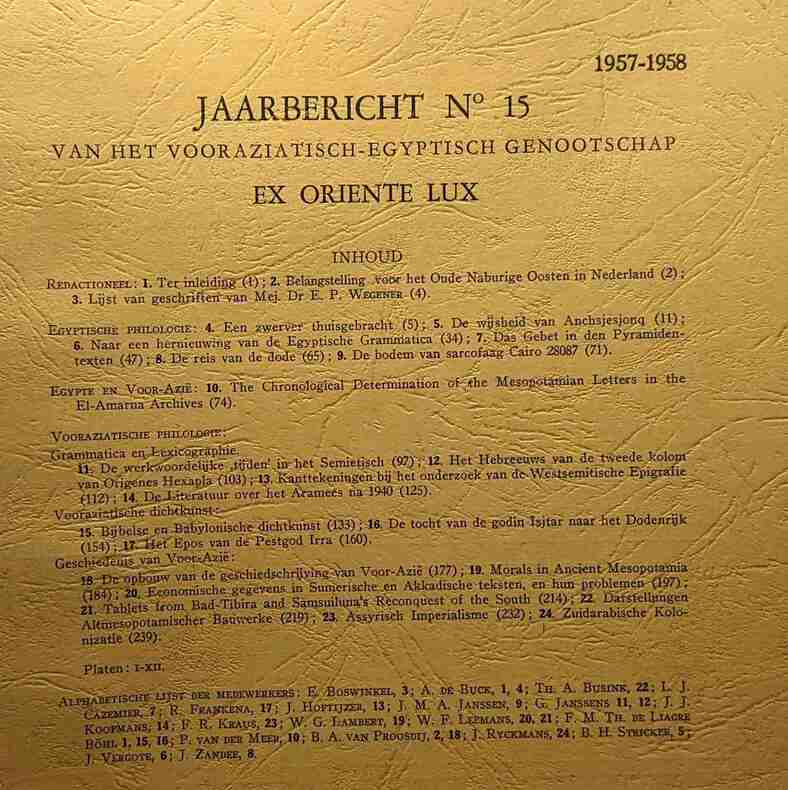 1957-1958
JAARBERICHT Nº 15
VAN HET VOORAZIATISCH-EGYPTISCH GENOOTSCHAP
EX ORIENTE LUX
INHOUD
REDACTIONEEL: 1. Ter inleiding (1); 2. Belangstelling voor het Oude Naburige Oosten in Nederland (2);
3. Lijst van geschriften van Mej. Dr E. P. WEGENER (4).
EGYPTISCHE PHILOLOGIE: 4. Een zwerver thuisgebracht (5); 5. De wijsheid van Anchsjesjonq (11);
6. Naar een hernieuwing van de Egyptische Grammatica (34); 7. Das Gebet in den Pyramiden-
texten (47); 8. De reis van de dode (65); 9. De bodem van sarcofaag Cairo 28087 (71).
EGYPTE EN VOOR-AZIË: 10. The Chronological Determination of the Mesopotamian Letters in the
El-Amarna Archives (74).
VOORAZIATISCHE PHILOLOGIE:
Grammatica en Lexicographie.
11. De werkwoordelijke ‚tijden' in het Semietisch (97); 12. Het Hebreeuws van de tweede kolom
van Origenes Hexapla (103); 13. Kanttekeningen bij het onderzoek van de Westsemitische Epigrafie
(112); 14. De Literatuur over het Aramees na 1940 (125).
Vooraziatische dichtkunst:
15. Bijbelse en Babylonische dichtkunst (133); 16. De tocht van de godin Isjtar naar het Dodenrijk
(154); 17. Het Epos van de Pestgod Irra (160).
Geschiedenis van Voor-Azië:
18. De opbouw van de geschiedschrijving van Voor-Azië (177); 19. Morals in Ancient Mesopotamia
(184); 20. Economische gegevens in Sumerische en Akkadische teksten, en hun problemen (197);
21. Tablets from Bad-Tibira and Samsuiluna's Reconquest of the South (214); 22. Darstellungen
Altmesopotamischer Bauwerke (219); 23. Assyrisch Imperialisme (232); 24. Zuidarabische Kolo-
nizatie (239).
Platen: I-XII.
ALPHABETISCHE LIJST DER MEDEWERKERS: E. BOSWINKEL, 3; A. DE BUCK, 1, 4; TH. A. BUSINK, 22; L. J.
CAZEMIER, 7; R. FRANKENA, 17; J. HOFTIJZER, 13; J. M. A. JANSSEN, 9; G. JANSSENS 11, 12; J. J.
KOOPMANS, 14; F. R. KRAUS, 23; W. G. LAMBERT, 19; W. F. LEEMANS, 20, 21; F. M. TH. DE LIAGRE
BÖHL 1, 15, 16; P. VAN DER MEER, 10; B. A. VAN PROOSDIJ, 2, 18; J. RYCKMANS, 24; B. H. STRICKER, 5;
J. VERGOTE, 6; J. ZANDEE, 8.